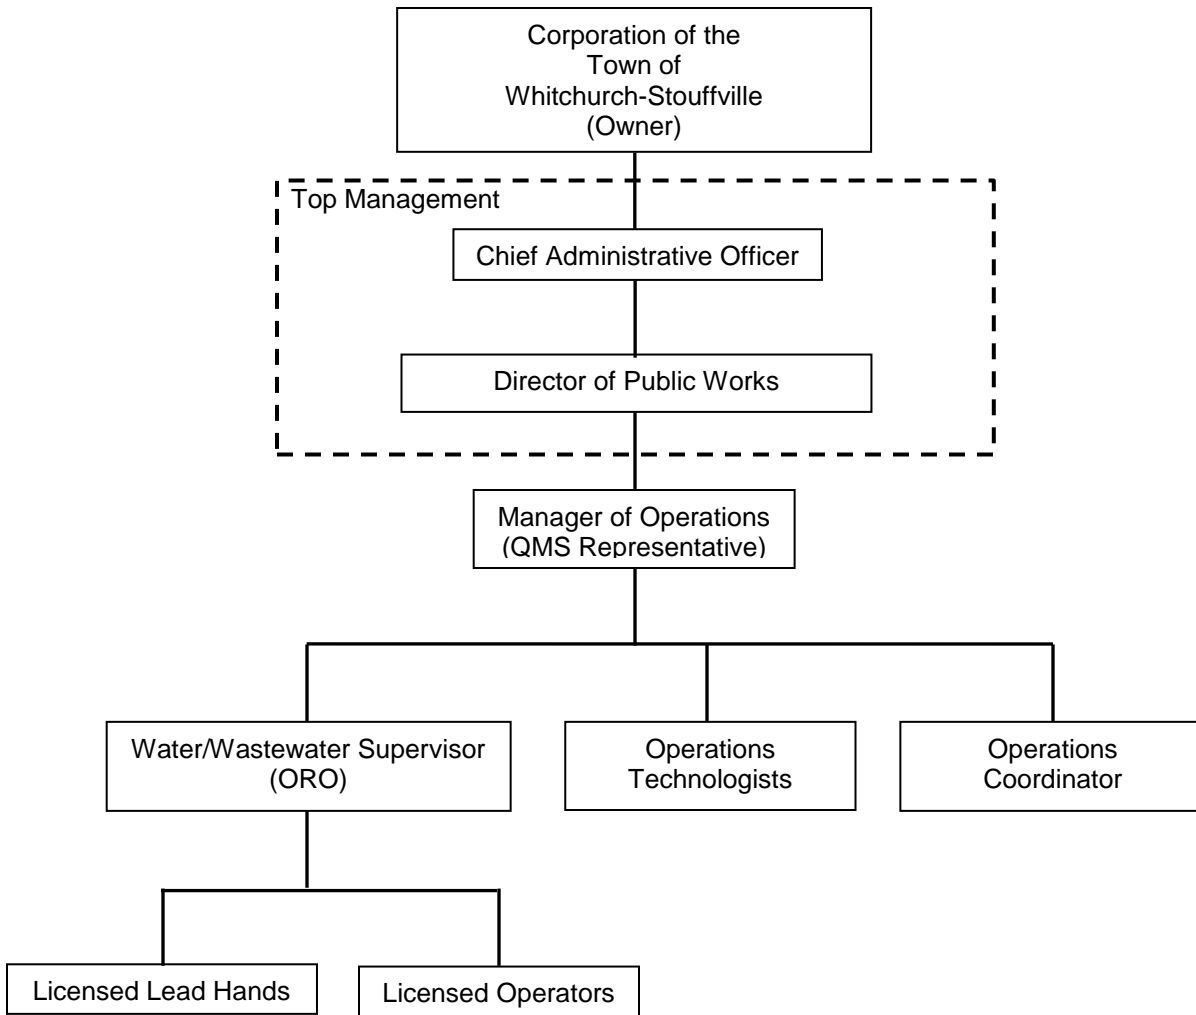 Corporation of the
Town of
Whitchurch-Stouffville
(Owner)
Top Management
Chief Administrative Officer
Director of Public Works
Manager of Operations
(QMS Representative)
Water/Wastewater Supervisor
(ORO)
Operations
Technologists
Operations
Coordinator
Licensed Lead Hands
Licensed Operators